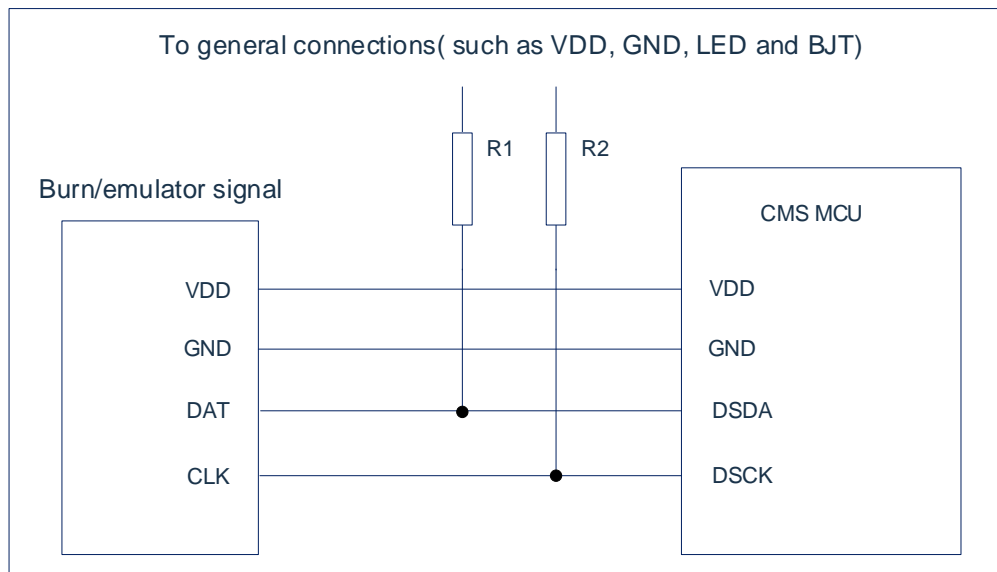 To general connections( such as VDD, GND, LED and BJT)
R1
R2
Burn/emulator signal
CMS MCU
VDD
VDD
GND
GND
DAT
DSDA
CLK
DSCK